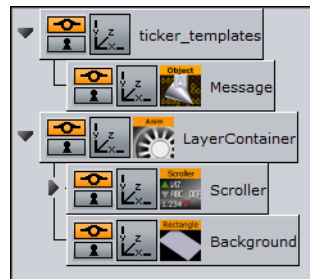 ticker_templates
Object
Message
Anim
LayerContainer
Scroller
Scroller
Rectangle
Background